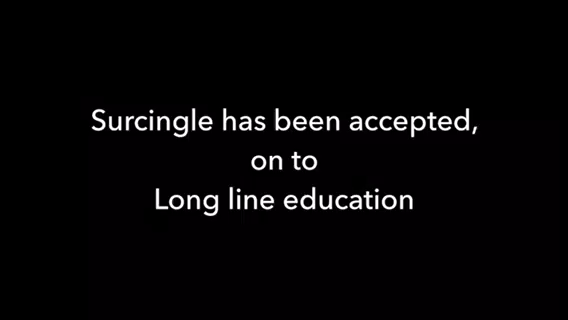 Surcingle has been accepted,
on to
Long line education